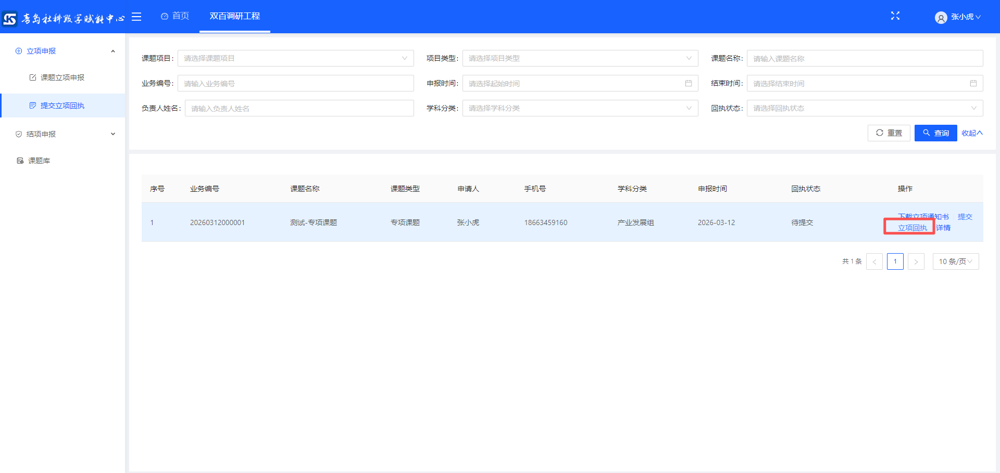 青岛社科数字赋能中心
首页
双百调研工程
张小虎
立项申报
课题立项申报
提交立项回执
结项申报
课题库
课题项目: 请选择课题项目
项目类型: 请选择项目类型
课题名称: 请输入课题名称
业务编号: 请输入业务编号
申报时间: 请选择起始时间
结束时间: 请选择结束时间
负责人姓名: 请输入负责人姓名
学科分类: 请选择学科分类
回执状态: 请选择回执状态
重置 查询 收起
序号 业务编号 课题名称 课题类型 申请人 手机号 学科分类 申报时间 回执状态 操作
1 20260312000001 测试-专项课题 专项课题 张小虎 18663459160 产业发展组 2026-03-12 待提交 下载立项通知书 提交
立项回执 详情
共 1 条 1 10 条/页